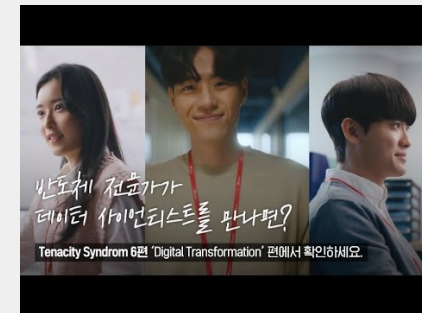 반도체 전문가가
데이터 사이언티스트를 만나면?
Tenacity Syndrom 6편 ‘Digital Transformation’ 편에서 확인하세요.